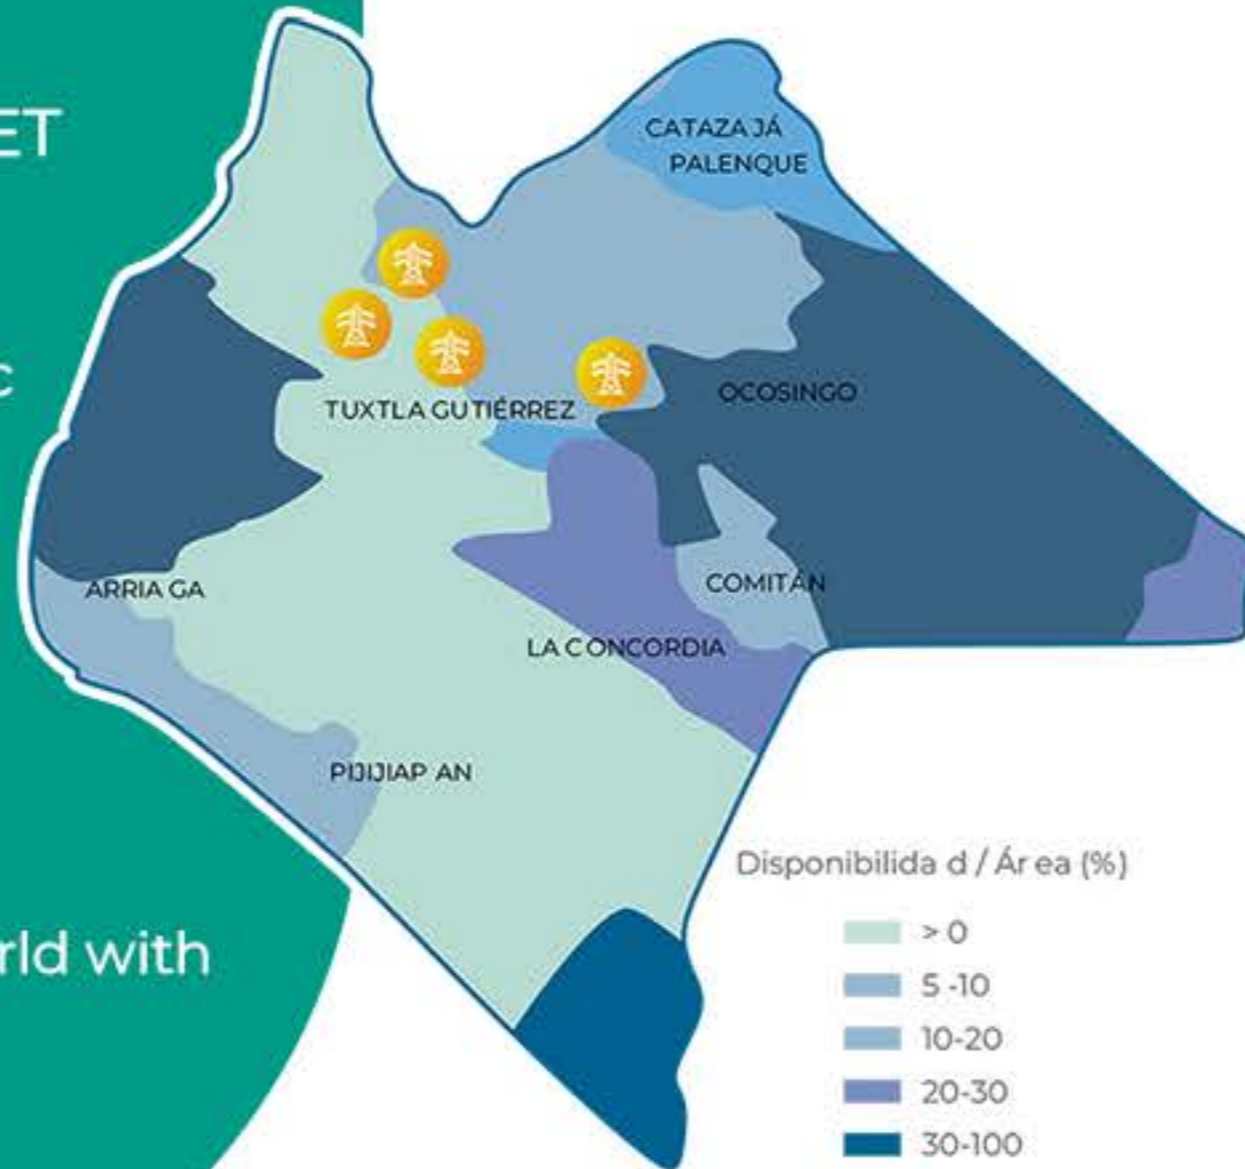 ET
c
rld with
CATAZA JÁ
PALENQUE
OCOSINGO
TUXTLA GUTIÉRREZ
ARRIA GA
COMITÁN
LA C ONCORDIA
PIJIJIAP AN
Disponibilida d / Ár ea (%)
> 0
5 -10
10-20
20-30
30-100